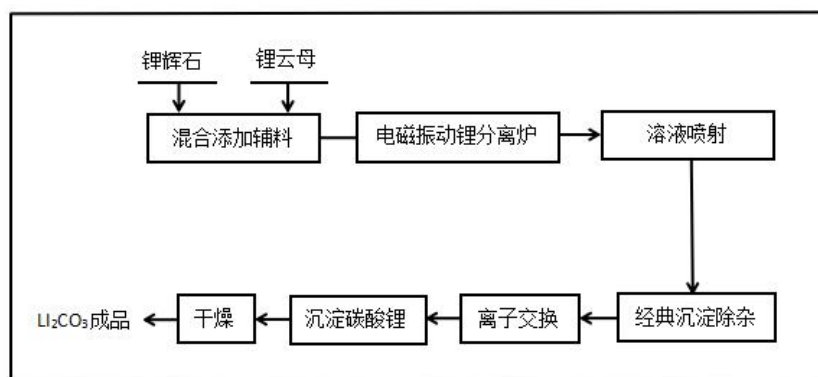 锂辉石
锂云母
混合添加辅料
电磁振动锂分离炉
溶液喷射
经典沉淀除杂
离子交换
沉淀碳酸锂
干燥
LI₂CO₃成品